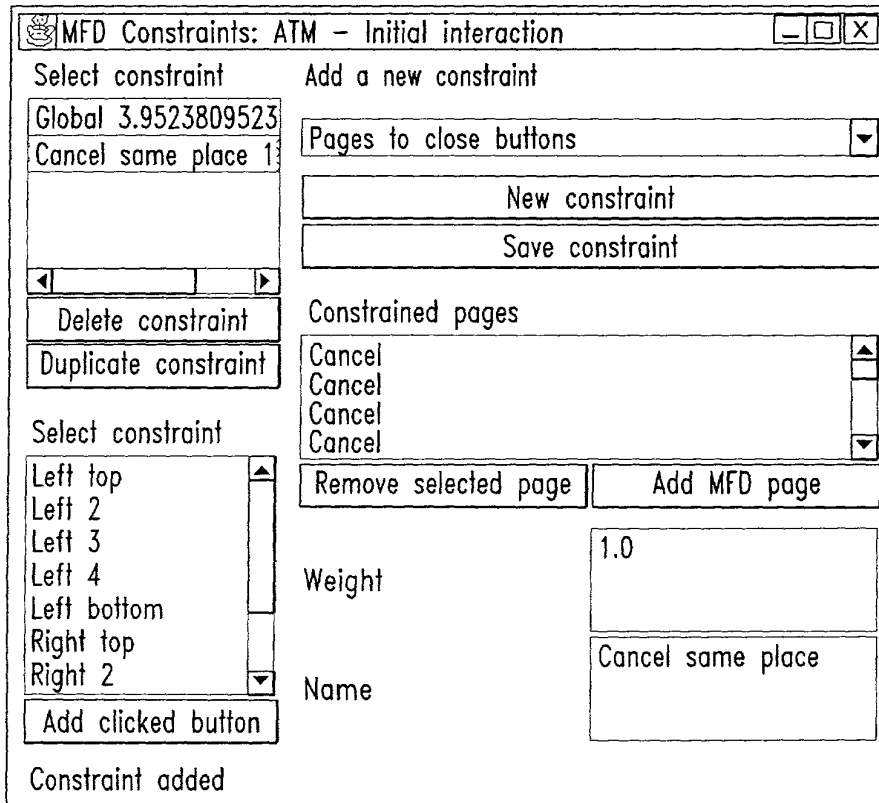 MFD Constraints: ATM – Initial interaction
Select constraint
Global 3.9523809523
Cancel same place 1
Delete constraint
Duplicate constraint
Select constraint
Left top
Left 2
Left 3
Left 4
Left bottom
Right top
Right 2
Add clicked button
Constraint added
Add a new constraint
Pages to close buttons
New constraint
Save constraint
Constrained pages
Cancel
Cancel
Cancel
Cancel
Remove selected page
Add MFD page
Weight
1.0
Name
Cancel same place